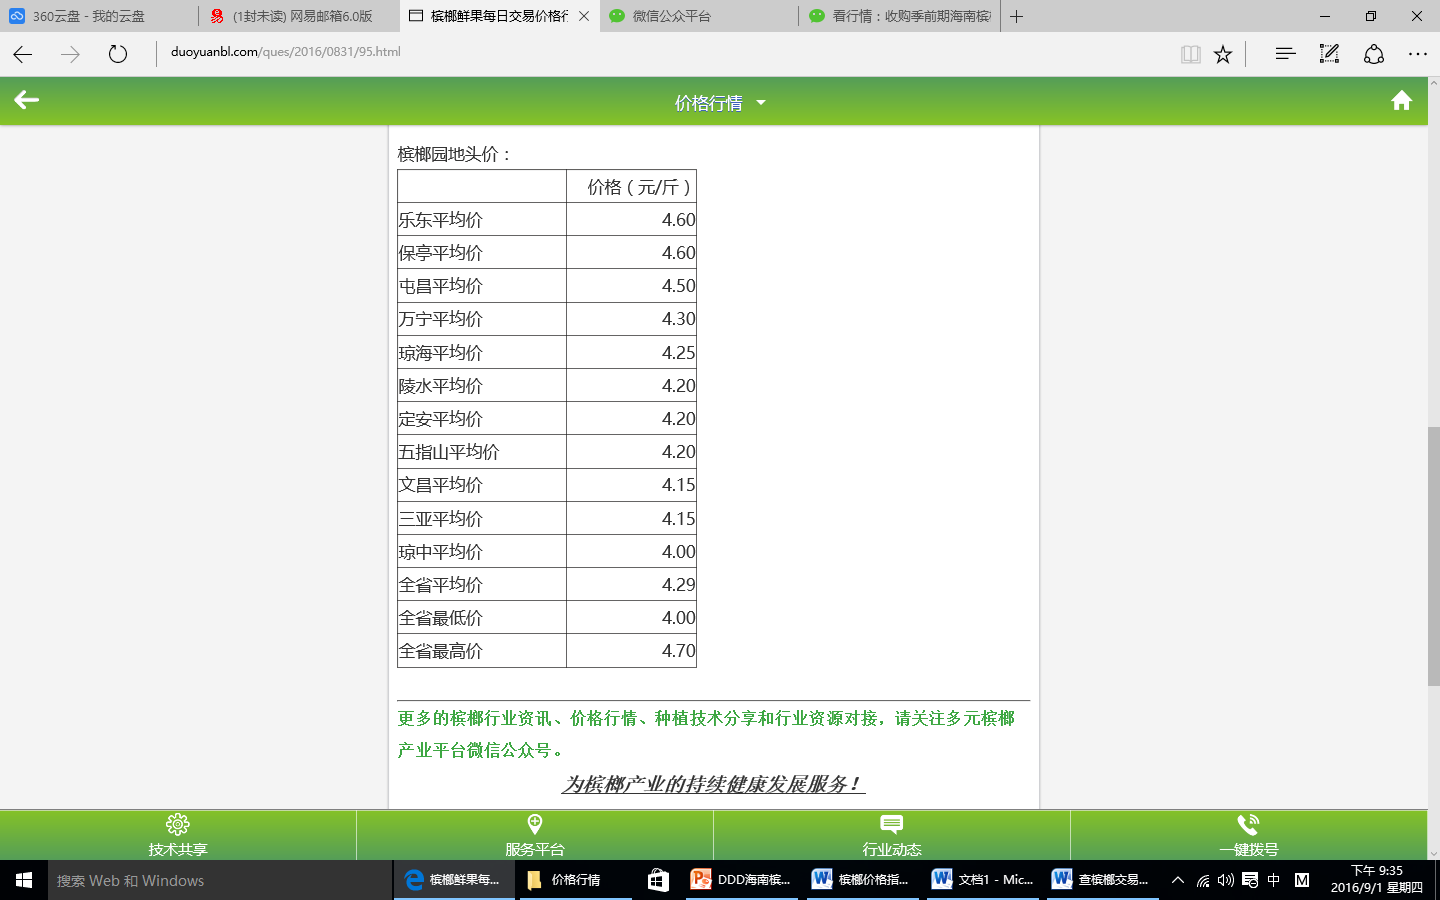 360云盘 - 我的云盘
(1封未读) 网易邮箱6.0版
槟榔鲜果每日交易价格行
微信公众平台
看行情：收购季前期海南槟
duoyuanbl.com/ques/2016/0831/95.html
价格行情
槟榔园地头价：
价格（元/斤）
乐东平均价 4.60
保亭平均价 4.60
屯昌平均价 4.50
万宁平均价 4.30
琼海平均价 4.25
陵水平均价 4.20
定安平均价 4.20
五指山平均价 4.20
文昌平均价 4.15
三亚平均价 4.15
琼中平均价 4.00
全省平均价 4.29
全省最低价 4.00
全省最高价 4.70
更多的槟榔行业资讯、价格行情、种植技术分享和行业资源对接，请关注多元槟榔
产业平台微信公众号。
为槟榔产业的持续健康发展服务！
技术共享
服务平台
行业动态
一键拨号
搜索 Web 和 Windows
槟榔鲜果每...
价格行情
DDD海南槟...
槟榔价格指...
文档1 - Mic...
查槟榔交易...
中
M
下午 9:35
2016/9/1 星期四